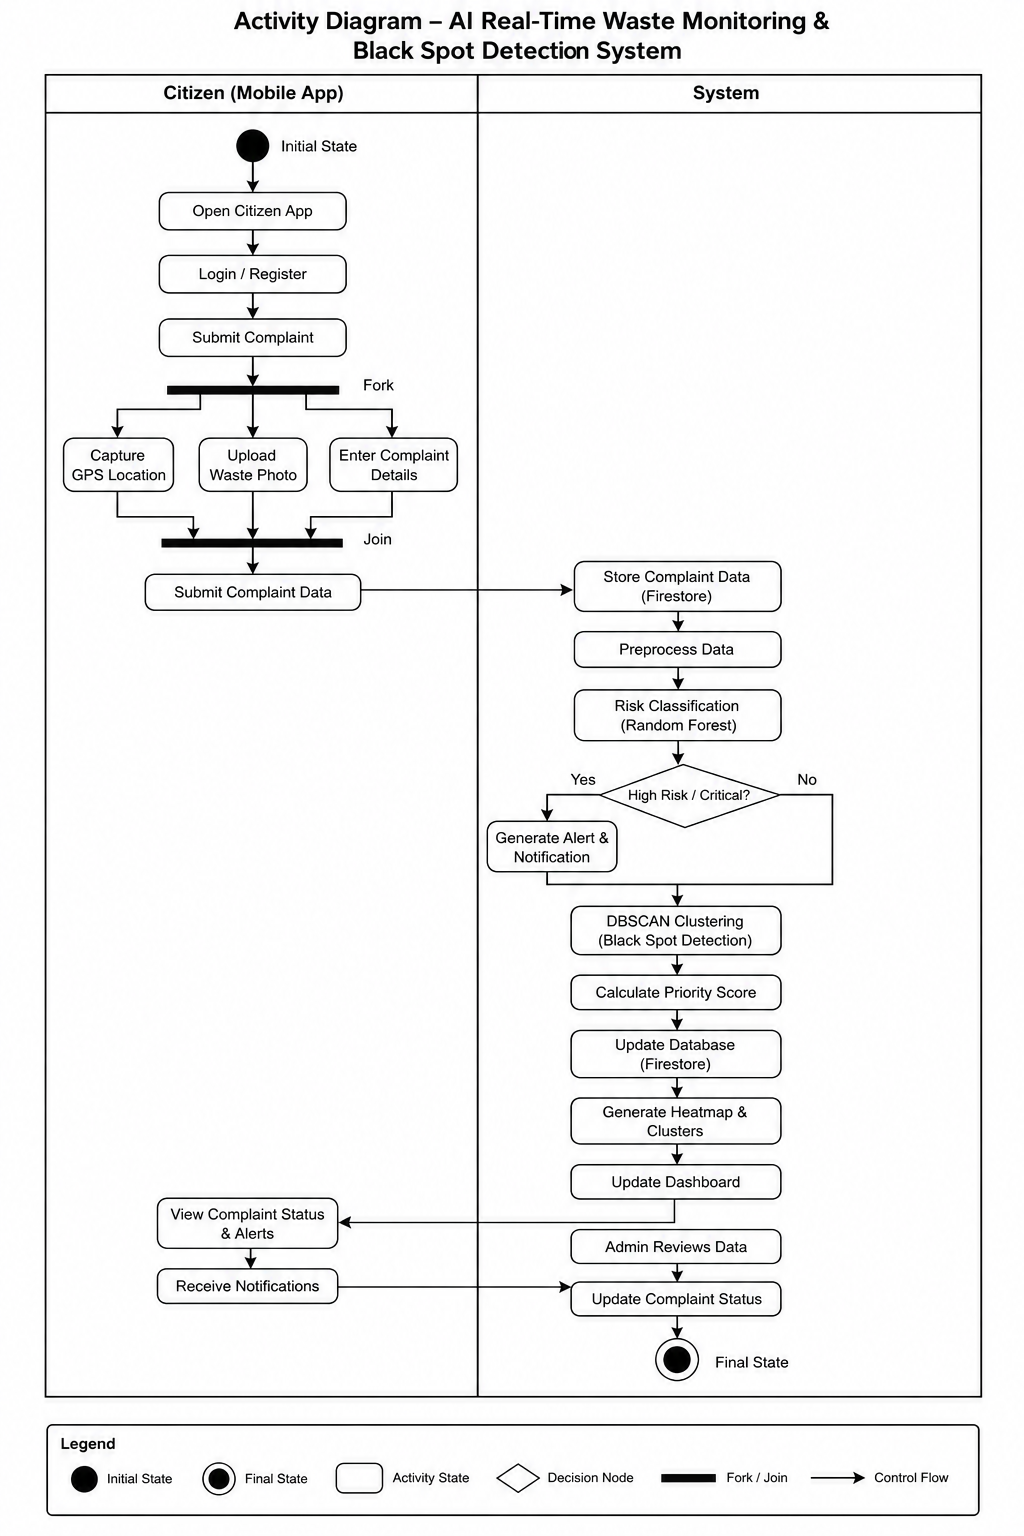 Activity Diagram – AI Real-Time Waste Monitoring &
Black Spot Detection System
Citizen (Mobile App)
System
Initial State
Open Citizen App
Login / Register
Submit Complaint
Fork
Capture
GPS Location
Upload
Waste Photo
Enter Complaint
Details
Join
Submit Complaint Data
Store Complaint Data
(Firestore)
Preprocess Data
Risk Classification
(Random Forest)
High Risk / Critical?
Yes
No
Generate Alert &
Notification
DBSCAN Clustering
(Black Spot Detection)
Calculate Priority Score
Update Database
(Firestore)
Generate Heatmap &
Clusters
Update Dashboard
View Complaint Status
& Alerts
Receive Notifications
Admin Reviews Data
Update Complaint Status
Final State
Legend
Initial State
Final State
Activity State
Decision Node
Fork / Join
Control Flow